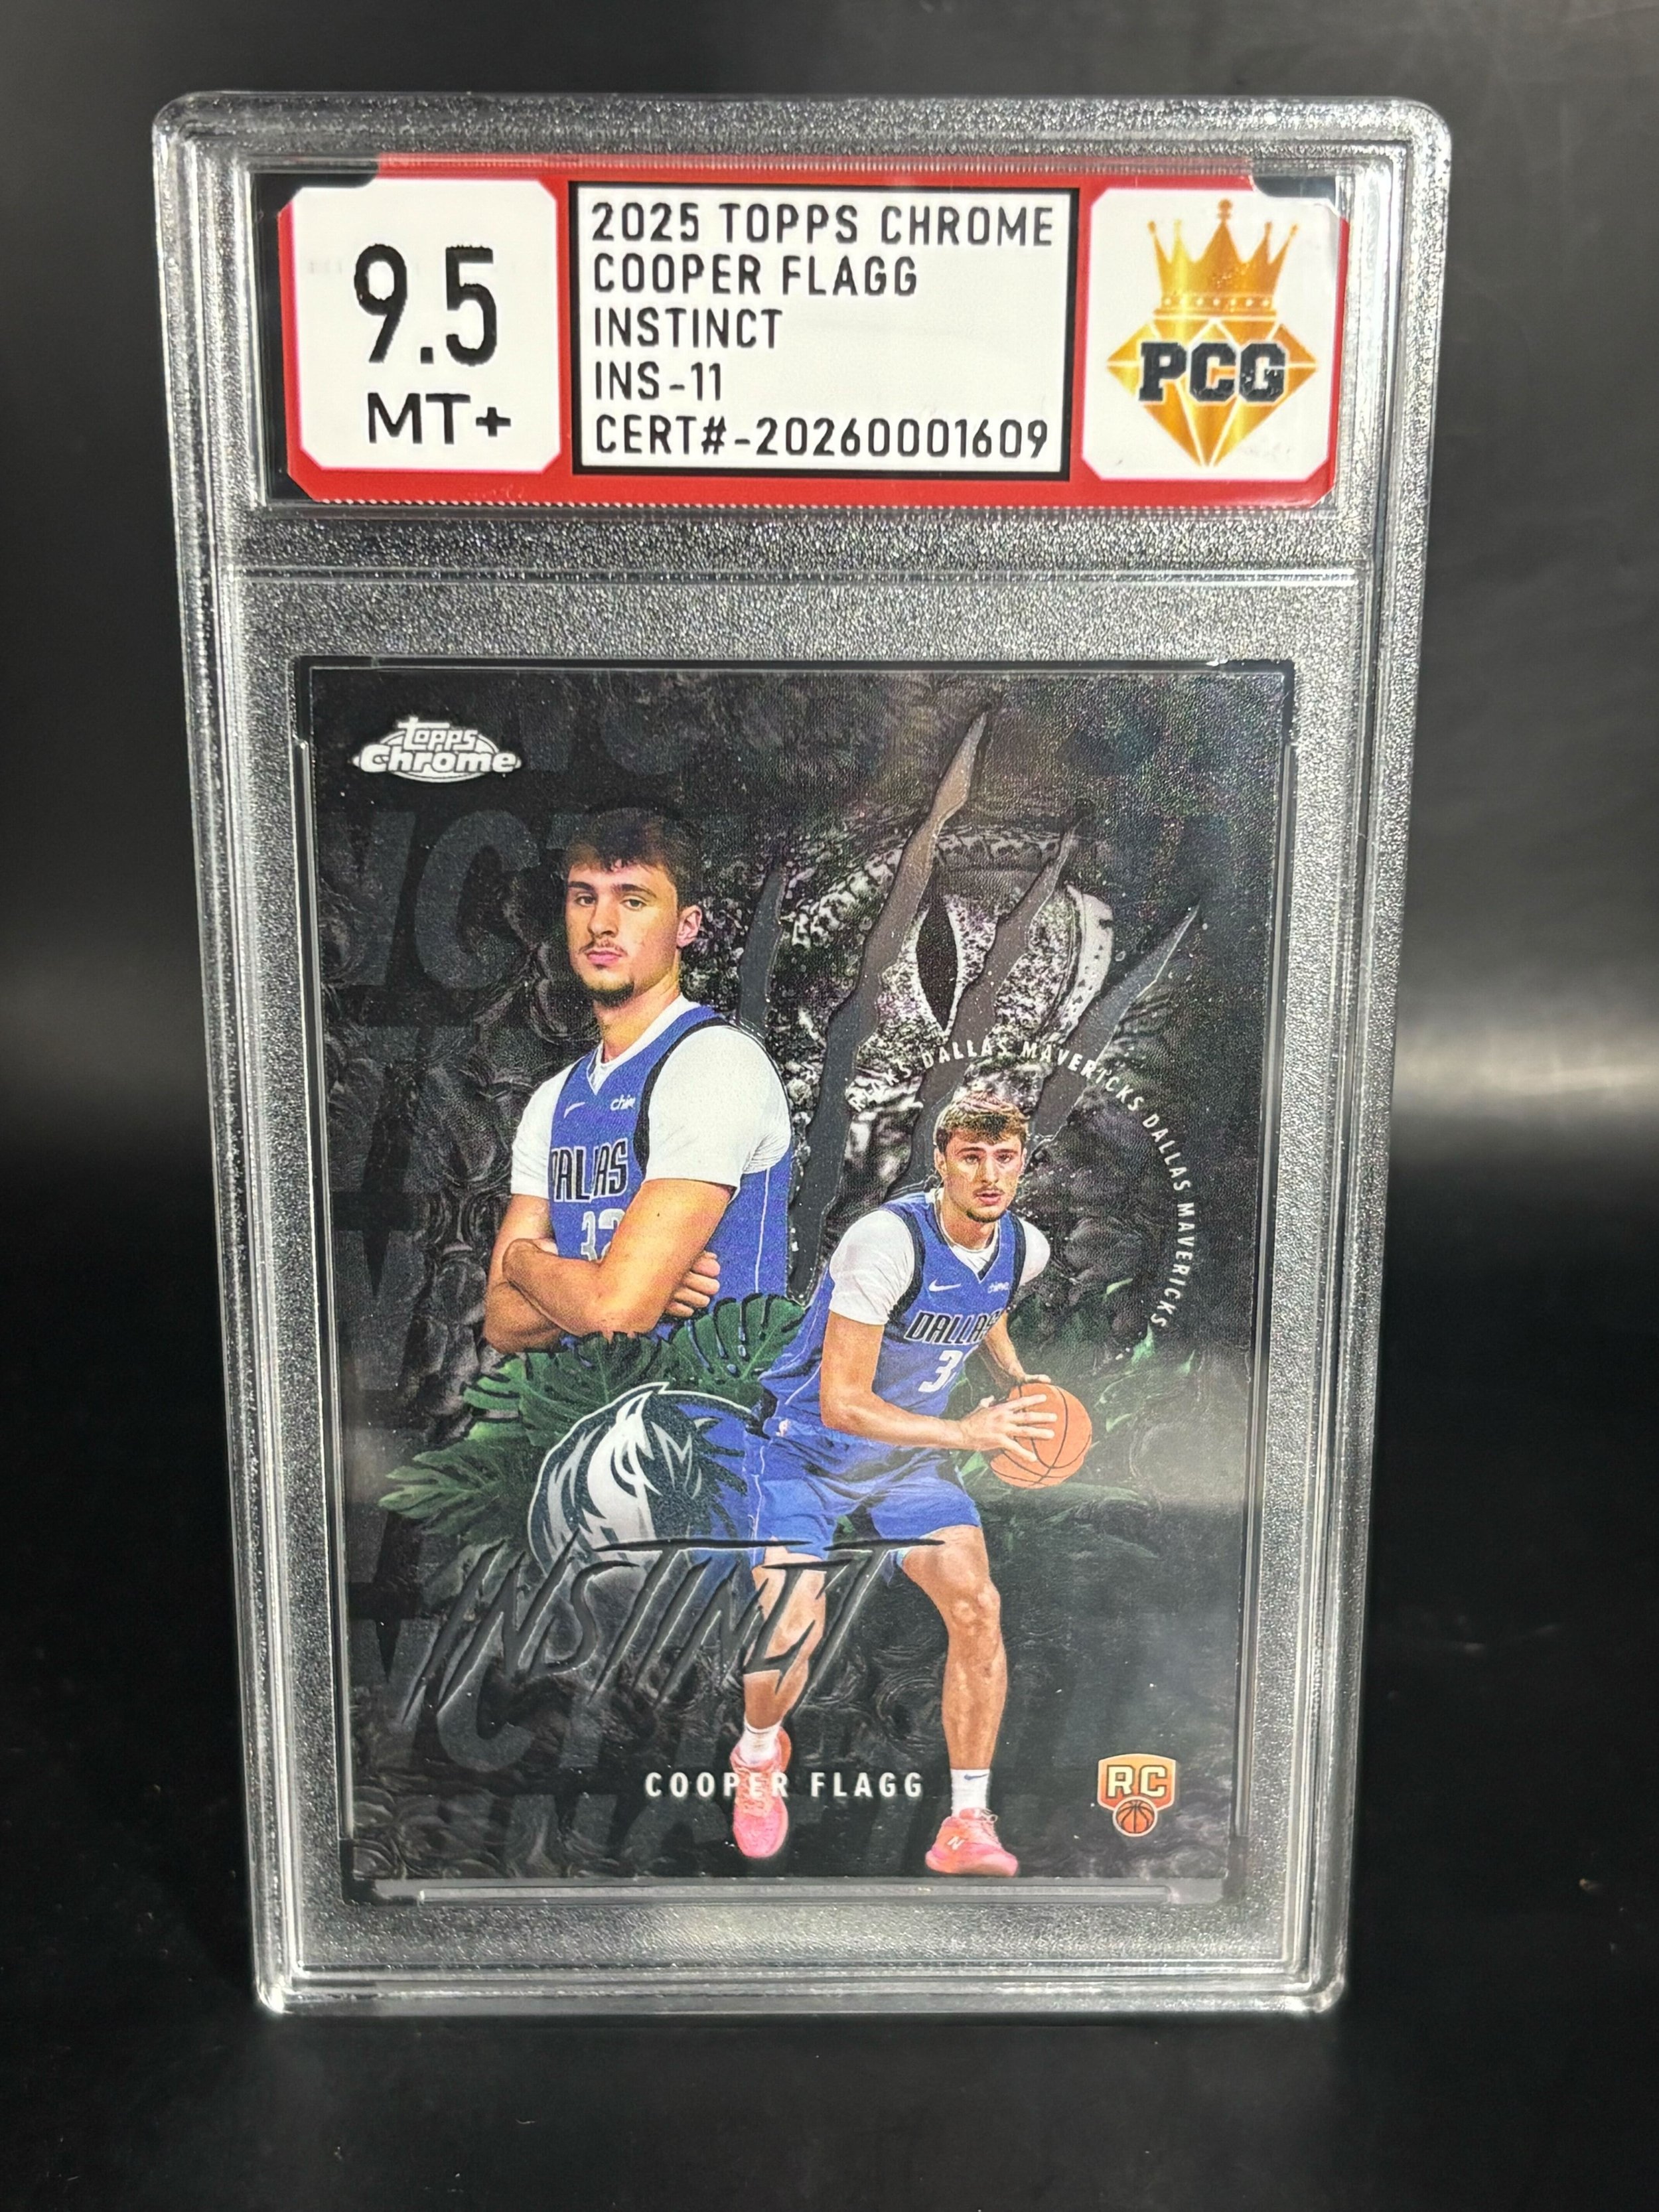 9.5
MT+
2025 TOPPS CHROME
COOPER FLAGG
INSTINCT
INS-11
CERT#-20260001609
PCG
Topps
Chrome
DALLAS MAVERICKS DALLAS MAVERICKS
DALLAS
32
DALLAS
3
INSTINCT
COOPER FLAGG
RC